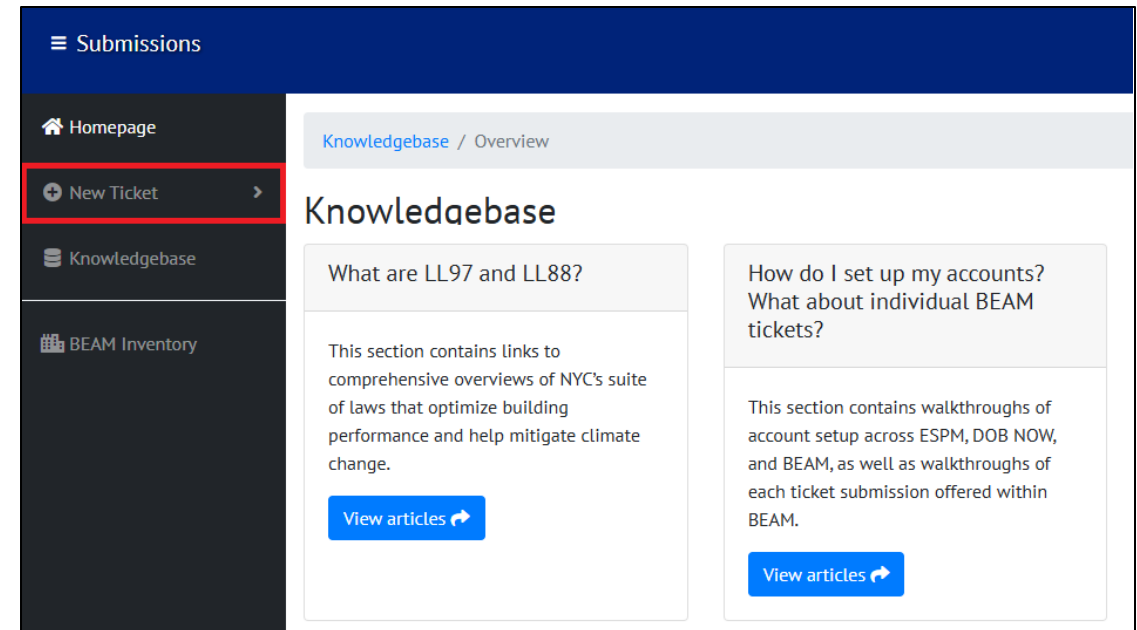 Submissions
Homepage
New Ticket
Knowledgebase
BEAM Inventory
Knowledgebase / Overview
Knowledgebase
What are LL97 and LL88?
This section contains links to
comprehensive overviews of NYC's suite
of laws that optimize building
performance and help mitigate climate
change.
View articles
How do I set up my accounts?
What about individual BEAM
tickets?
This section contains walkthroughs of
account setup across ESPM, DOB NOW,
and BEAM, as well as walkthroughs of
each ticket submission offered within
BEAM.
View articles